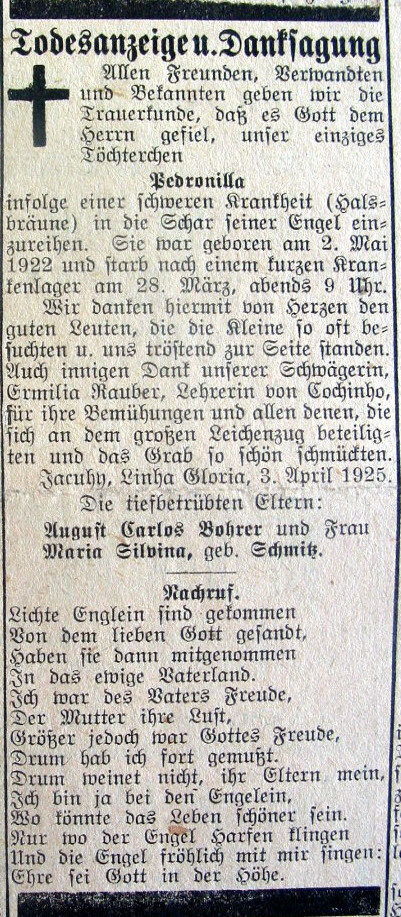 Todesanzeige u. Danksagung
Allen Freunden, Verwandten
und Bekannten geben wir die
Trauerkunde, daß es Gott dem
Herrn gefiel, unser einziges
Töchterchen
Pedronilla
infolge einer schweren Krankheit (Hals-
bräune) in die Schar seiner Engel ein-
zureihen. Sie war geboren am 2. Mai
1922 und starb nach einem kurzen Kran-
kenlager am 28. März, abends 9 Uhr.
Wir danken hiermit von Herzen den
guten Leuten, die die Kleine so oft be-
suchten u. uns tröstend zur Seite standen.
Auch innigen Dank unserer Schwägerin,
Ermilia Rauber, Lehrerin von Cochinho,
für ihre Bemühungen und allen denen, die
sich an dem großen Leichenzug beteilig-
ten und das Grab so schön schmückten.
Jacuhy, Linha Gloria, 3. April 1925.
Die tiefbetrübten Eltern:
August Carlos Bohrer und Frau
Maria Silvina, geb. Schmitz.
Nachruf.
Lichte Englein sind gekommen
Von dem lieben Gott gesandt,
Haben sie dann mitgenommen
In das ewige Vaterland.
Ich war des Vaters Freude,
Der Mutter ihre Lust,
Größer jedoch war Gottes Freude,
Drum hab ich fort gemußt.
Drum weinet nicht, ihr Eltern mein,
Ich bin ja bei den Engelein,
Wo könnte das Leben schöner sein.
Nur wo der Engel Harfen klingen
Und die Engel fröhlich mit mir singen:
Ehre sei Gott in der Höhe.